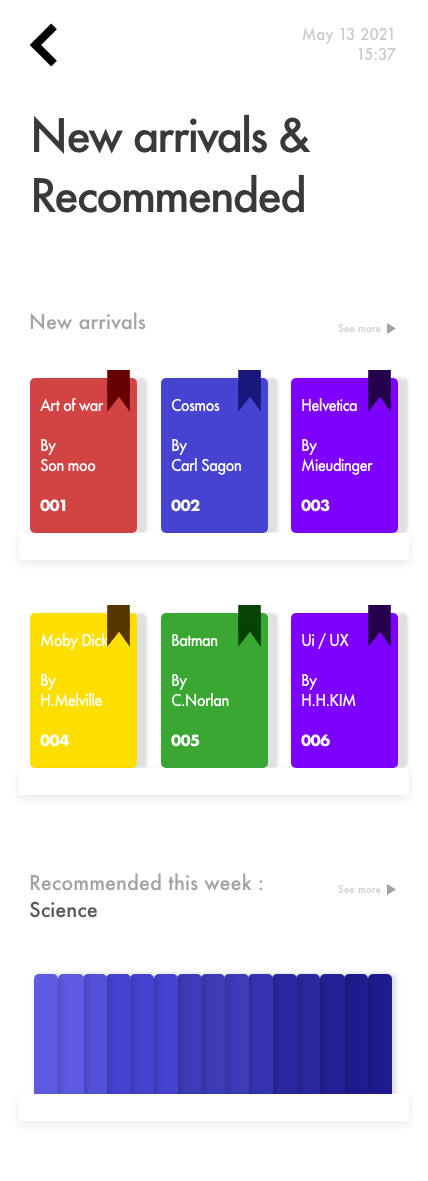 May 13 2021
15:37
New arrivals &
Recommended
New arrivals
See more
Art of war
By
Son moo
001
Cosmos
By
Carl Sagon
002
Helvetica
By
Mieudinger
003
Moby Dick
By
H.Melville
004
Batman
By
C.Norlan
005
Ui / UX
By
H.H.KIM
006
Recommended this week :
Science
See more